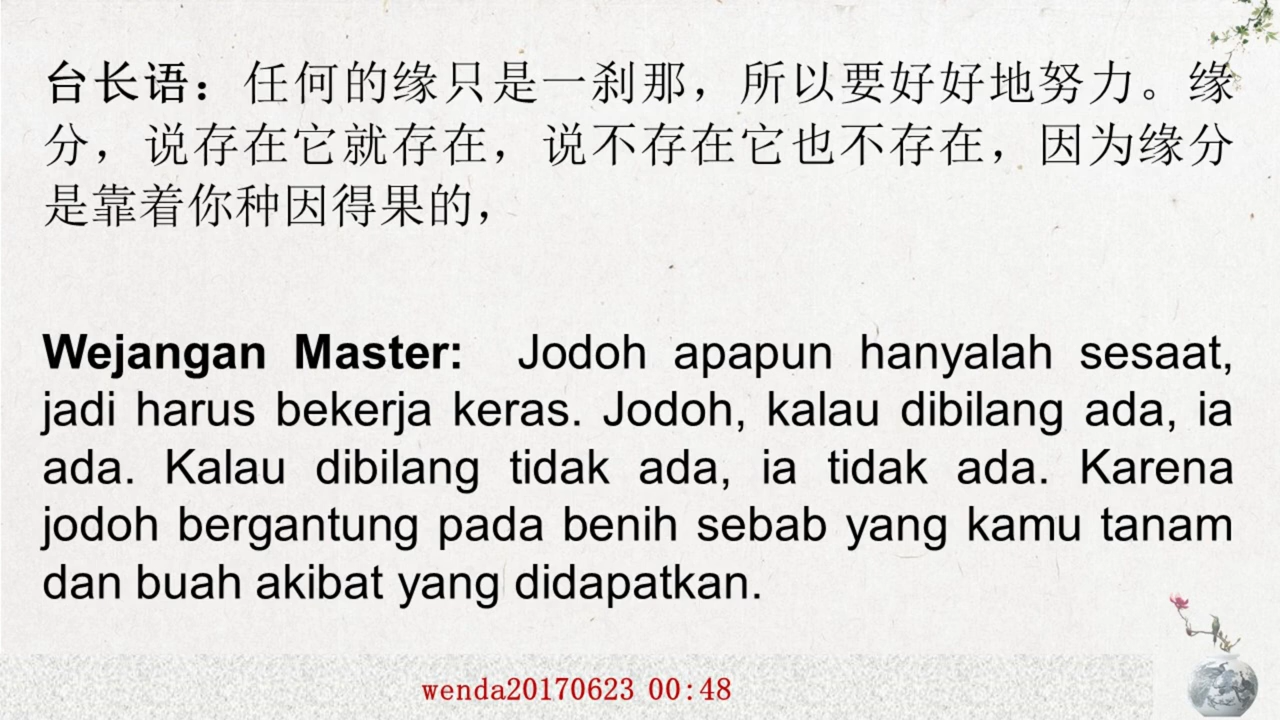 台长语：任何的缘只是一刹那，所以要好好地努力。缘
分，说存在它就存在，说不存在它也不存在，因为缘分
是靠着你种因得果的，
Wejangan Master: Jodoh apapun hanyalah sesaat,
jadi harus bekerja keras. Jodoh, kalau dibilang ada, ia
ada. Kalau dibilang tidak ada, ia tidak ada. Karena
jodoh bergantung pada benih sebab yang kamu tanam
dan buah akibat yang didapatkan.
wenda20170623 00:48